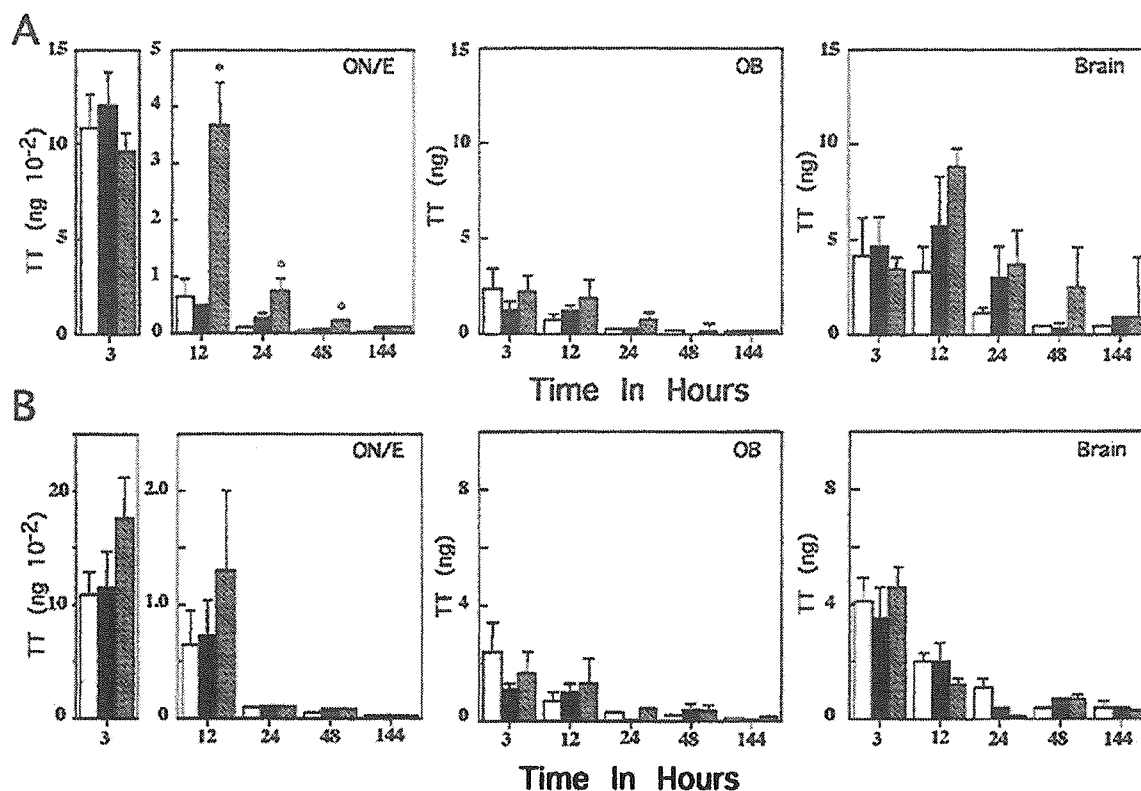 A
TT (ng 10-2)
15
10
5
0
3
5
4
3
2
1
0
ON/E
*
*
*
12 24 48 144
TT (ng)
15
10
5
0
OB
3 12 24 48 144
TT (ng)
15
10
5
0
Brain
3 12 24 48 144
Time In Hours
B
TT (ng 10-2)
20
10
0
3
2.0
1.0
0
ON/E
12 24 48 144
TT (ng)
8
4
0
OB
3 12 24 48 144
TT (ng)
8
4
0
Brain
3 12 24 48 144
Time In Hours